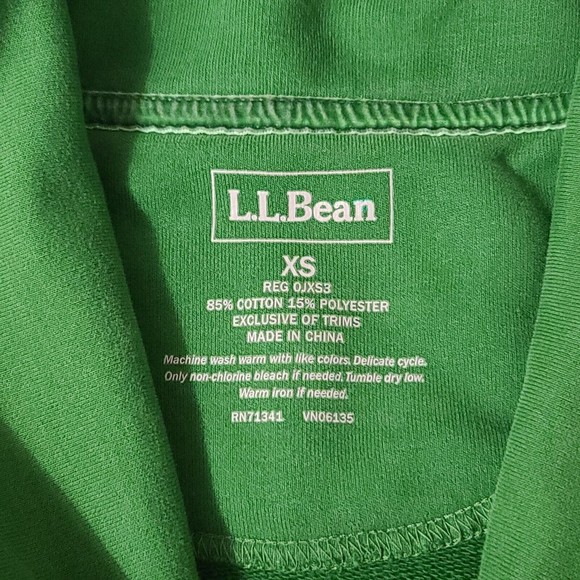 L.L.Bean
XS
REG 0JXS3
85% COTTON 15% POLYESTER
EXCLUSIVE OF TRIMS
MADE IN CHINA
Machine wash warm with like colors. Delicate cycle.
Only non-chlorine bleach if needed. Tumble dry low.
Warm iron if needed.
RN71341 VN06135